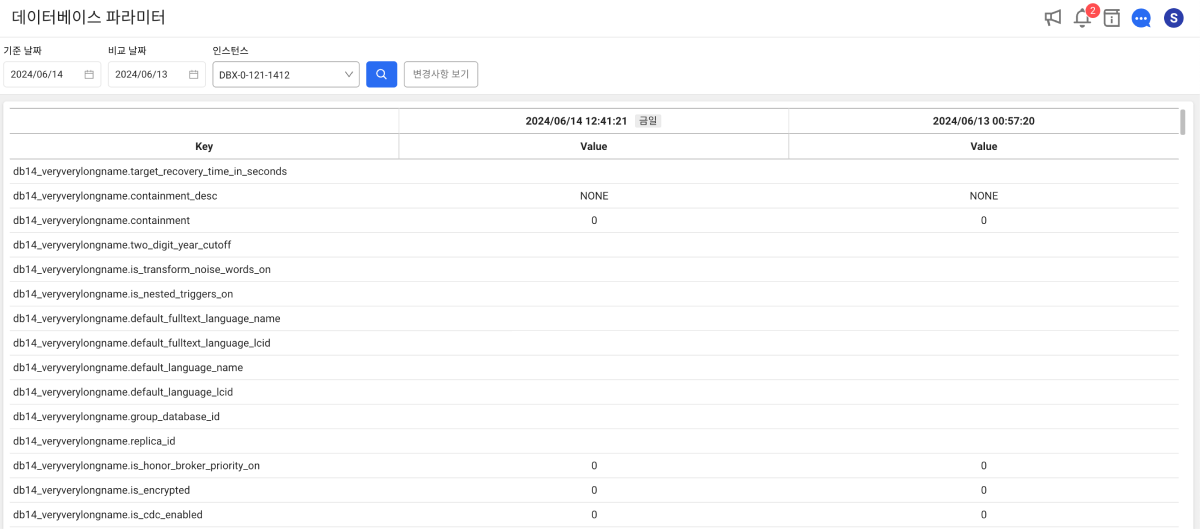 데이터베이스 파라미터
2
S
기준 날짜 비교 날짜 인스턴스
2024/06/14 2024/06/13 DBX-0-121-1412 변경사항 보기
2024/06/14 12:41:21 금일 2024/06/13 00:57:20
Key Value Value
db14_veryverylongname.target_recovery_time_in_seconds
db14_veryverylongname.containment_desc NONE NONE
db14_veryverylongname.containment 0 0
db14_veryverylongname.two_digit_year_cutoff
db14_veryverylongname.is_transform_noise_words_on
db14_veryverylongname.is_nested_triggers_on
db14_veryverylongname.default_fulltext_language_name
db14_veryverylongname.default_fulltext_language_lcid
db14_veryverylongname.default_language_name
db14_veryverylongname.default_language_lcid
db14_veryverylongname.group_database_id
db14_veryverylongname.replica_id
db14_veryverylongname.is_honor_broker_priority_on 0 0
db14_veryverylongname.is_encrypted 0 0
db14_veryverylongname.is_cdc_enabled 0 0